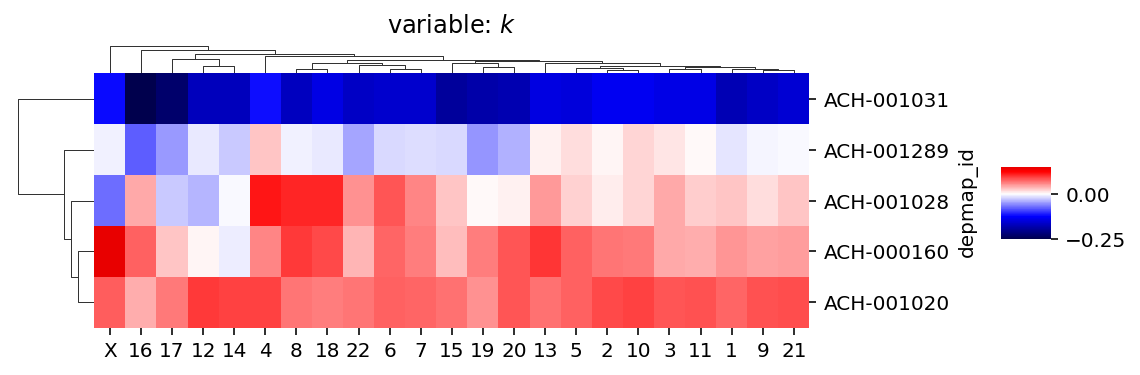 variable: k
ACH-001031
ACH-001289
ACH-001028
ACH-000160
ACH-001020
depmap_id
0.00
−0.25
X 16 17 12 14 4 8 18 22 6 7 15 19 20 13 5 2 10 3 11 1 9 21